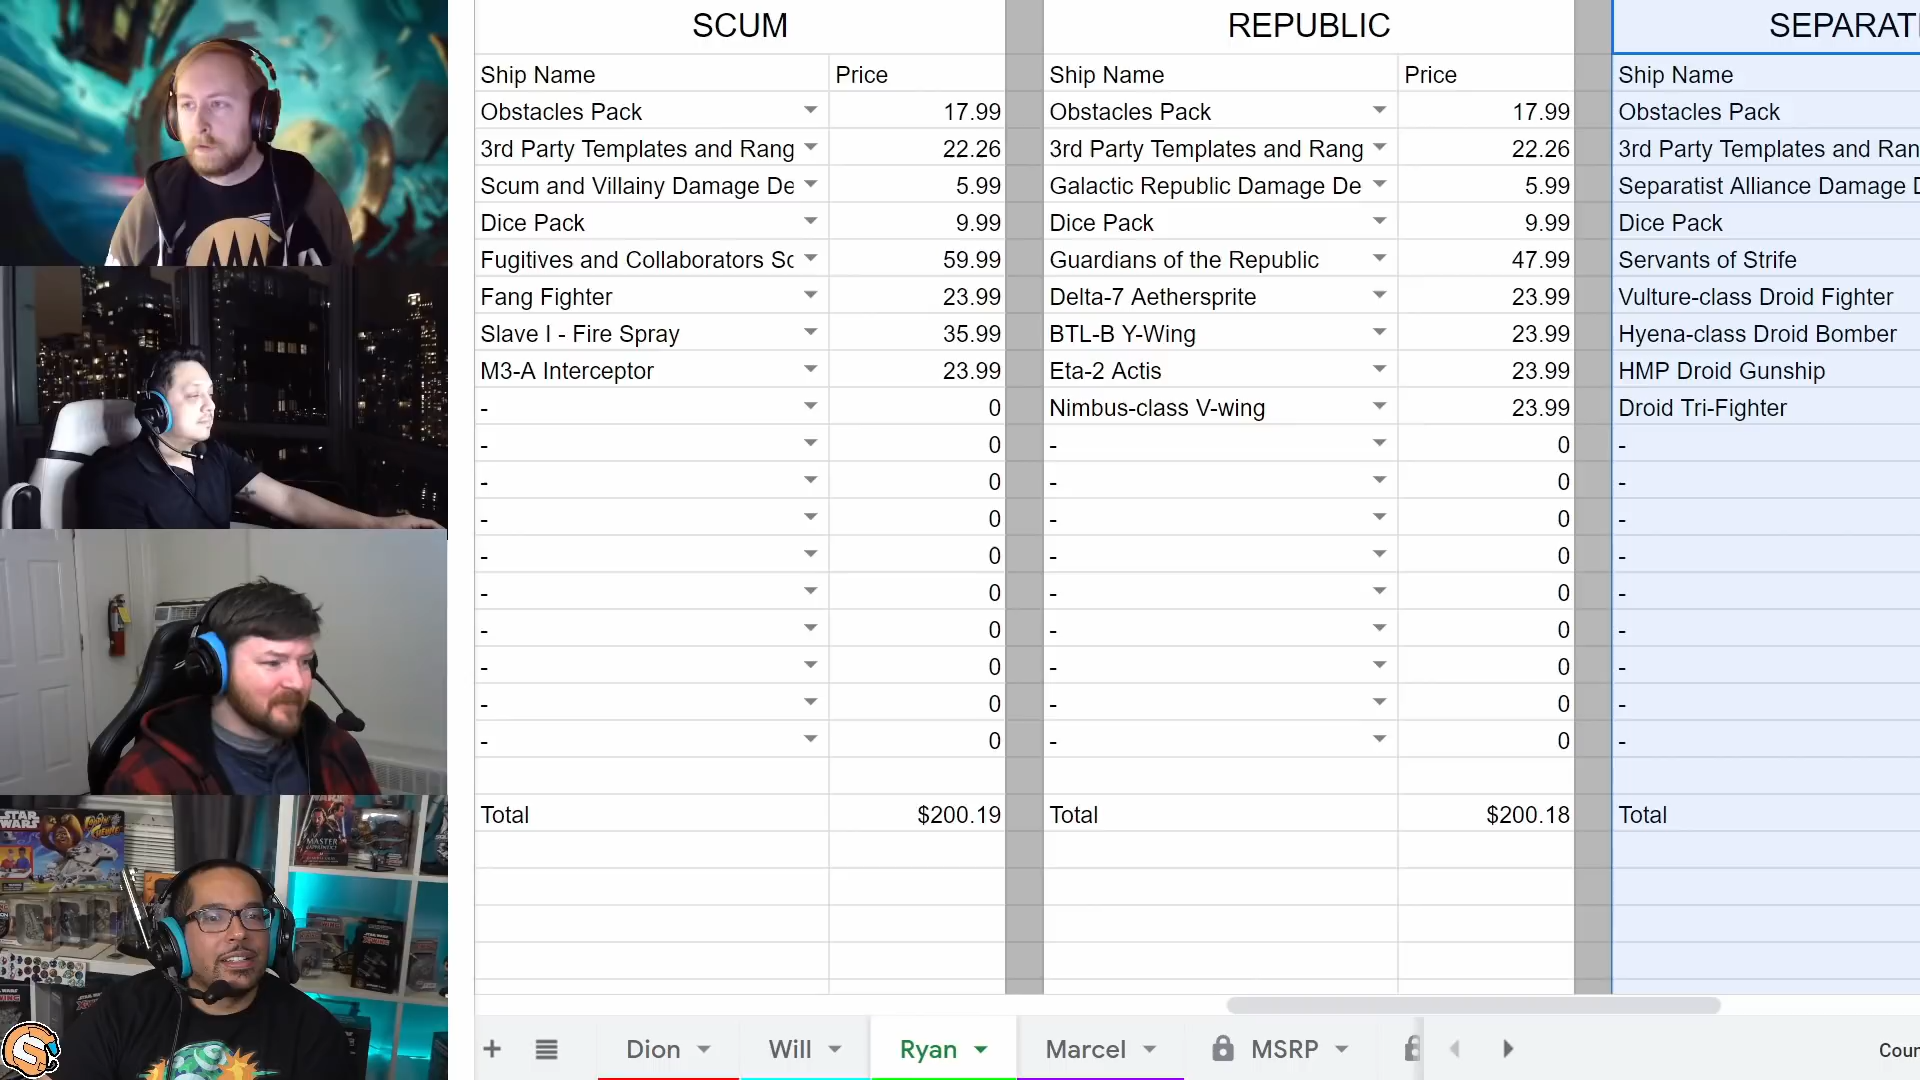 SCUM
REPUBLIC
SEPARATI
Ship Name Price Ship Name Price Ship Name
Obstacles Pack 17.99 Obstacles Pack 17.99 Obstacles Pack
3rd Party Templates and Rang 22.26 3rd Party Templates and Rang 22.26 3rd Party Templates and Ran
Scum and Villainy Damage De 5.99 Galactic Republic Damage De 5.99 Separatist Alliance Damage D
Dice Pack 9.99 Dice Pack 9.99 Dice Pack
Fugitives and Collaborators Sc 59.99 Guardians of the Republic 47.99 Servants of Strife
Fang Fighter 23.99 Delta-7 Aethersprite 23.99 Vulture-class Droid Fighter
Slave I - Fire Spray 35.99 BTL-B Y-Wing 23.99 Hyena-class Droid Bomber
M3-A Interceptor 23.99 Eta-2 Actis 23.99 HMP Droid Gunship
- 0 Nimbus-class V-wing 23.99 Droid Tri-Fighter
- 0 - 0 -
- 0 - 0 -
- 0 - 0 -
- 0 - 0 -
- 0 - 0 -
- 0 - 0 -
- 0 - 0 -
- 0 - 0 -
- 0 - 0 -
Total $200.19 Total $200.18 Total
Dion Will Ryan Marcel MSRP Cour
STAR WARS
MASTER